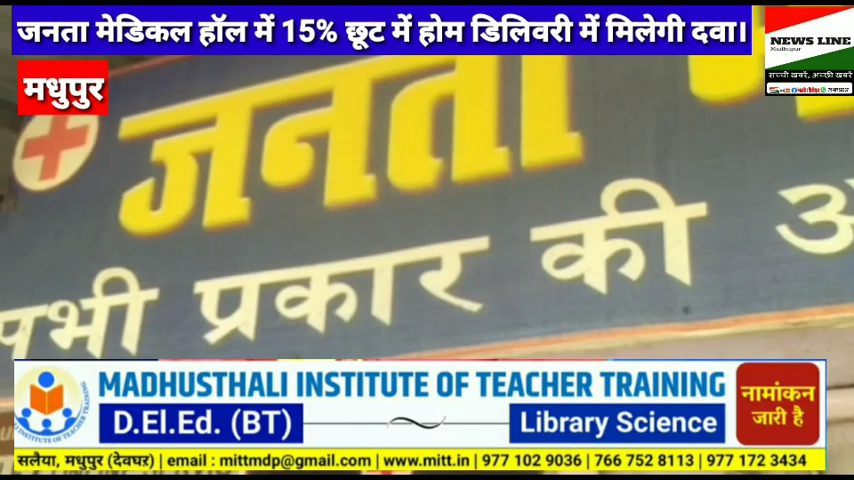 जनता मेडिकल हॉल में 15% छूट में होम डिलिवरी में मिलेगी दवा।
NEWS LINE
Madhupur
सच्ची खबरें, अच्छी खबरें
मधुपुर
जनता
सभी प्रकार की
MADHUSTHALI INSTITUTE OF TEACHER TRAINING
D.El.Ed. (BT)
Library Science
नामांकन
जारी है
सलैया, मधुपुर (देवघर) | email : mittmdp@gmail.com | www.mitt.in | 977 102 9036 | 766 752 8113 | 977 172 3434